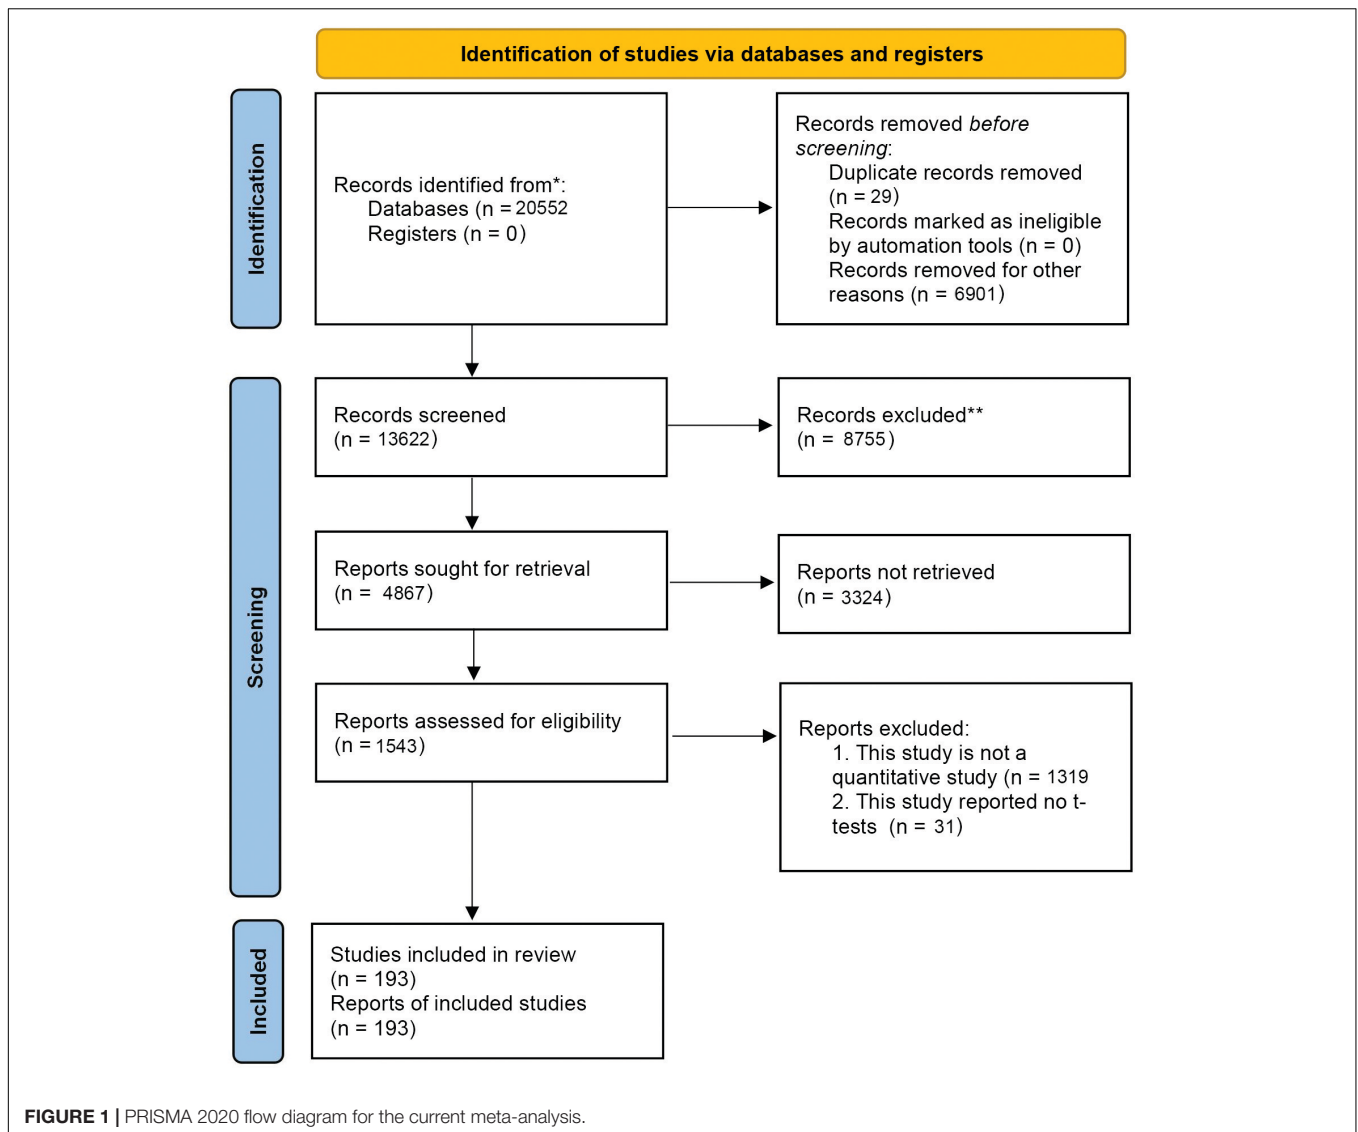 Identification of studies via databases and registers
Identification
Records identified from*:
Databases (n = 20552
Registers (n = 0)
Records removed before
screening:
Duplicate records removed
(n = 29)
Records marked as ineligible
by automation tools (n = 0)
Records removed for other
reasons (n = 6901)
Screening
Records screened
(n = 13622)
Records excluded**
(n = 8755)
Reports sought for retrieval
(n = 4867)
Reports not retrieved
(n = 3324)
Reports assessed for eligibility
(n = 1543)
Reports excluded:
1. This study is not a
quantitative study (n = 1319
2. This study reported no t-
tests (n = 31)
Included
Studies included in review
(n = 193)
Reports of included studies
(n = 193)
FIGURE 1 | PRISMA 2020 flow diagram for the current meta-analysis.